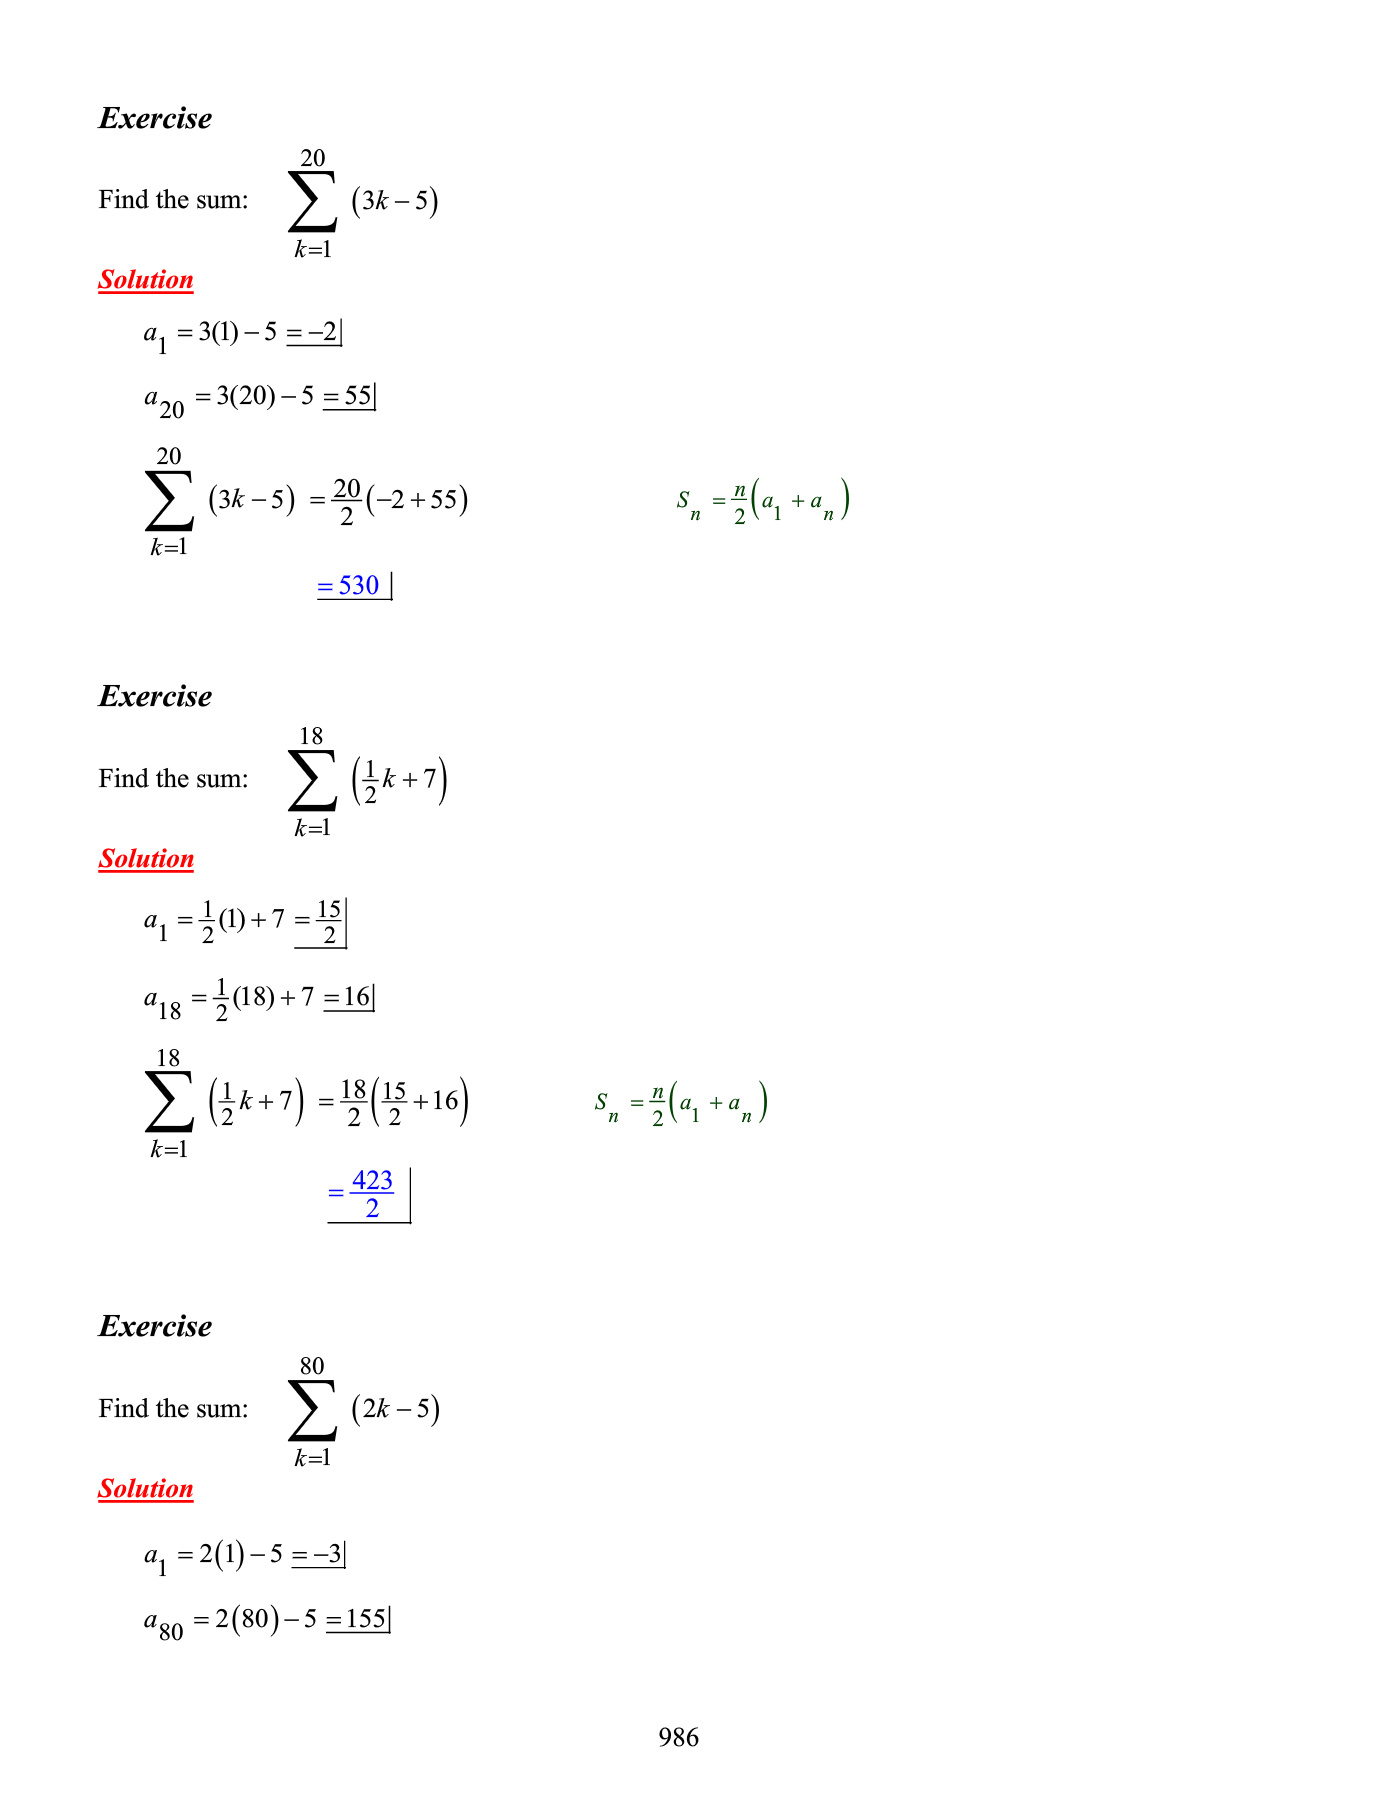 Exercise
Find the sum: $\sum_{k=1}^{20} (3k-5)$
Solution
$a_1 = 3(1)-5 = -2|$
$a_{20} = 3(20)-5 = 55|$
$\sum_{k=1}^{20} (3k-5) = \frac{20}{2}(-2+55)$ $S_n = \frac{n}{2}(a_1+a_n)$
$= 530|$
Exercise
Find the sum: $\sum_{k=1}^{18} \left(\frac{1}{2}k+7\right)$
Solution
$a_1 = \frac{1}{2}(1)+7 = \frac{15}{2}|$
$a_{18} = \frac{1}{2}(18)+7 = 16|$
$\sum_{k=1}^{18} \left(\frac{1}{2}k+7\right) = \frac{18}{2}\left(\frac{15}{2}+16\right)$ $S_n = \frac{n}{2}(a_1+a_n)$
$= \frac{423}{2}|$
Exercise
Find the sum: $\sum_{k=1}^{80} (2k-5)$
Solution
$a_1 = 2(1)-5 = -3|$
$a_{80} = 2(80)-5 = 155|$
986